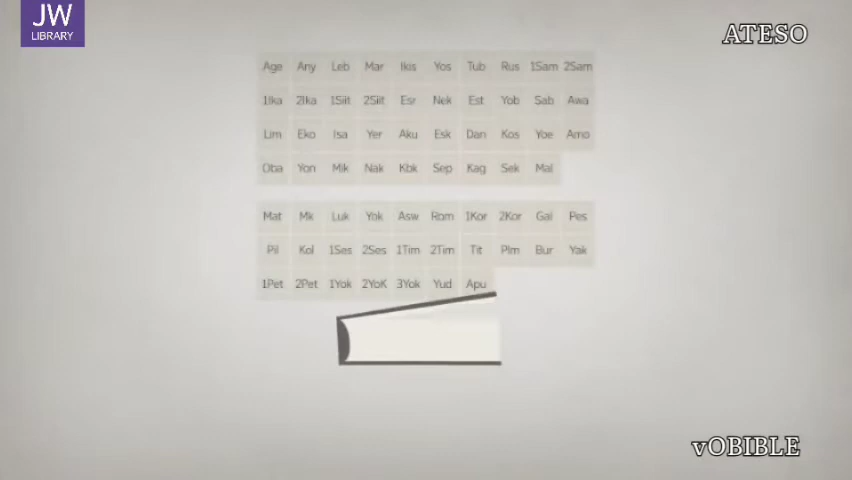 JW
LIBRARY
ATESO
Age Any Leb Mar Ikis Yos Tub Rus 1Sam 2Sam
1Ika 2Ika 1Siit 2Siit Esr Nek Est Yob Sab Awa
Lim Eko Isa Yer Aku Esk Dan Kos Yoe Amo
Oba Yon Mik Nak Kbk Sep Kag Sek Mal
Mat Mk Luk Yok Asw Rom 1Kor 2Kor Gal Pes
Pil Kol 1Ses 2Ses 1Tim 2Tim Tit Plm Bur Yak
1Pet 2Pet 1Yok 2YoK 3Yok Yud Apu
vOBIBLE